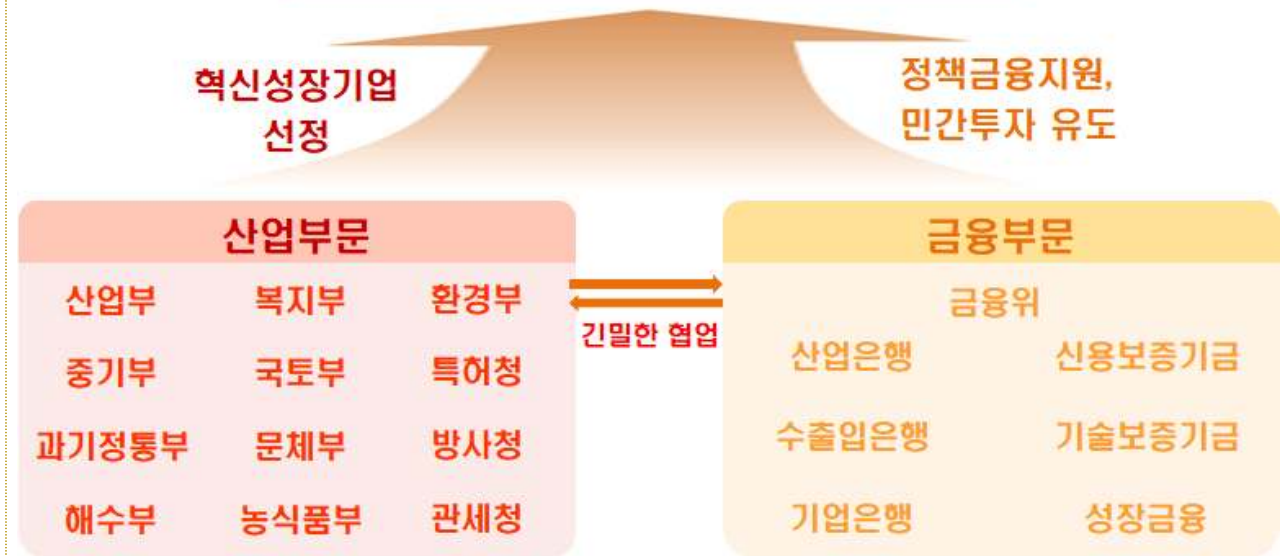 혁신성장기업
선정
정책금융지원,
민간투자 유도
산업부문
산업부 복지부 환경부
중기부 국토부 특허청
과기정통부 문체부 방사청
해수부 농식품부 관세청
긴밀한 협업
금융부문
금융위
산업은행 신용보증기금
수출입은행 기술보증기금
기업은행 성장금융